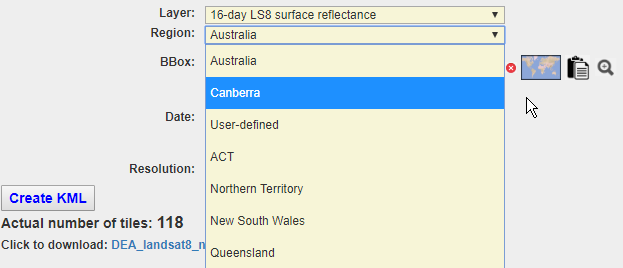 Layer: 16-day LS8 surface reflectance
Region: Australia
BBox: Australia
Canberra
Date: User-defined
ACT
Resolution:
Northern Territory
Create KML
Actual number of tiles: 118
New South Wales
Click to download: DEA_landsat8_n
Queensland